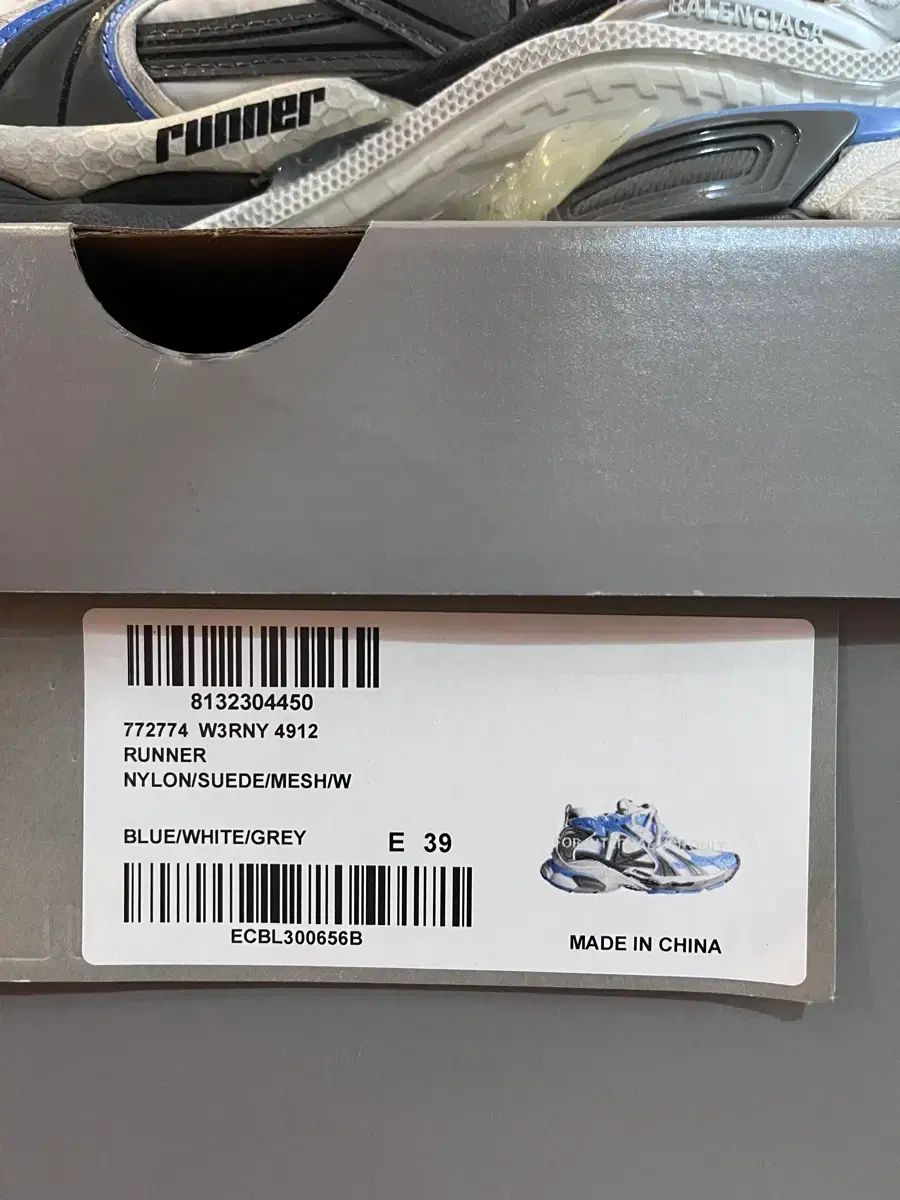 BALENCIAGA
runner
8132304450
772774 W3RNY 4912
RUNNER
NYLON/SUEDE/MESH/W
BLUE/WHITE/GREY
E 39
ECBL300656B
MADE IN CHINA